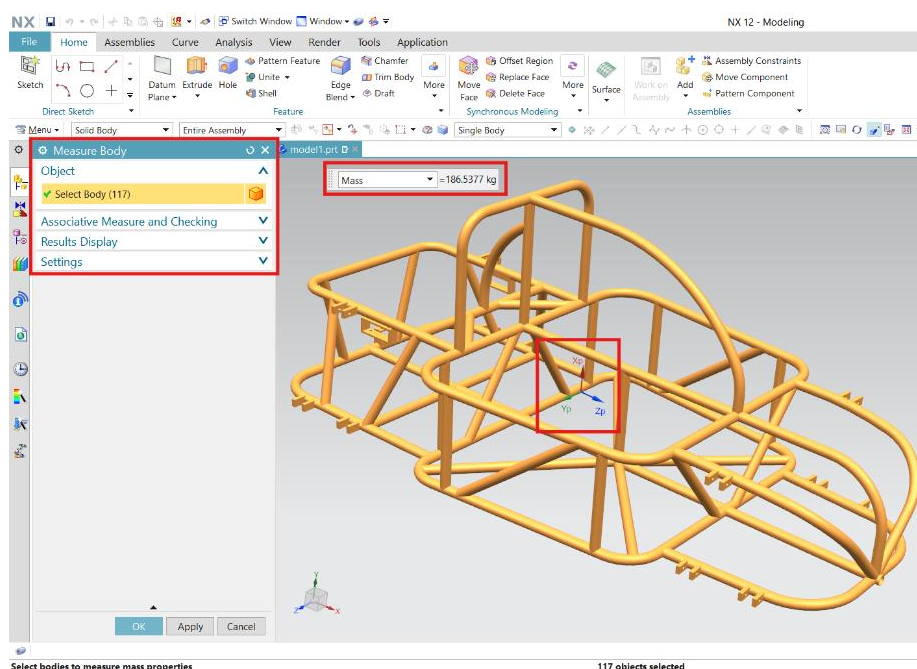 NX Switch Window Window NX 12 - Modeling
File Home Assemblies Curve Analysis View Render Tools Application
Sketch
Direct Sketch
Datum Plane
Extrude
Hole
Pattern Feature
Unite
Shell
Edge Blend
Chamfer
Trim Body
Draft
More
Feature
Move Face
Offset Region
Replace Face
Delete Face
More
Synchronous Modeling
Surface
Work on Assembly
Add
Assembly Constraints
Move Component
Pattern Component
Assemblies
Menu Solid Body Entire Assembly Single Body
Measure Body
model1.prt
Object
Select Body (117)
Associative Measure and Checking
Results Display
Settings
Mass =186.5377 kg
Xp
Yp Zp
Y
Z X
OK Apply Cancel
Select bodies to measure mass properties 117 objects selected